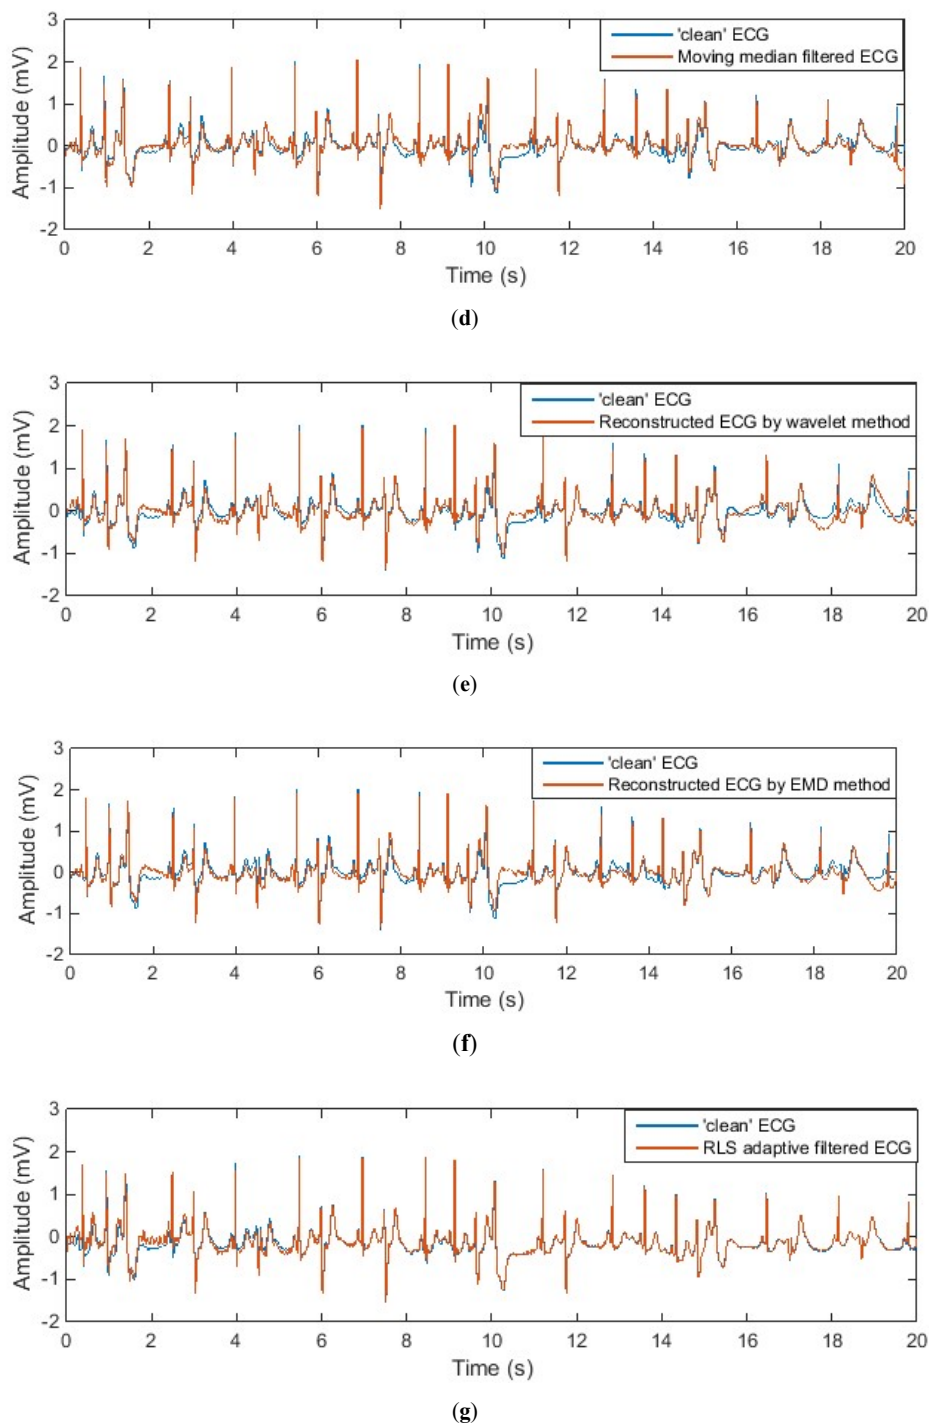 3
2
1
0
-1
-2
Amplitude (mV)
'clean' ECG
Moving median filtered ECG
0 2 4 6 8 10 12 14 16 18 20
Time (s)
(d)
3
2
1
0
-1
-2
Amplitude (mV)
'clean' ECG
Reconstructed ECG by wavelet method
0 2 4 6 8 10 12 14 16 18 20
Time (s)
(e)
3
2
1
0
-1
-2
Amplitude (mV)
'clean' ECG
Reconstructed ECG by EMD method
0 2 4 6 8 10 12 14 16 18 20
Time (s)
(f)
3
2
1
0
-1
-2
Amplitude (mV)
'clean' ECG
RLS adaptive filtered ECG
0 2 4 6 8 10 12 14 16 18 20
Time (s)
(g)